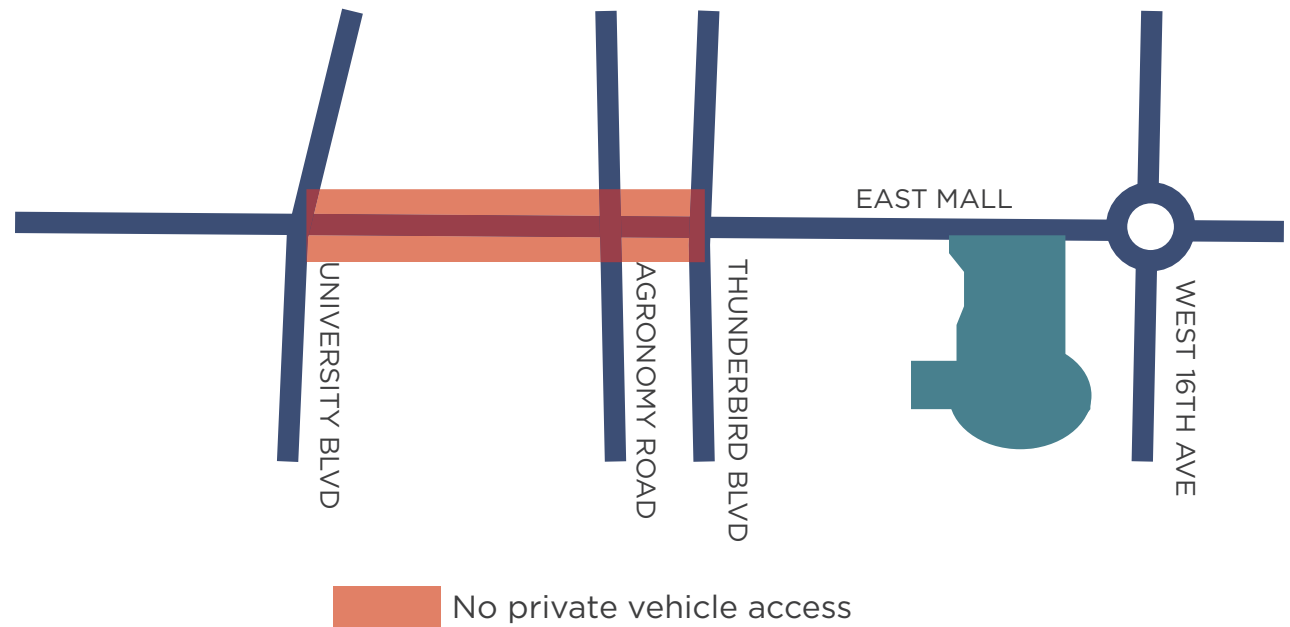 EAST MALL
UNIVERSITY BLVD
AGRONOMY ROAD
THUNDERBIRD BLVD
WEST 16TH AVE
No private vehicle access